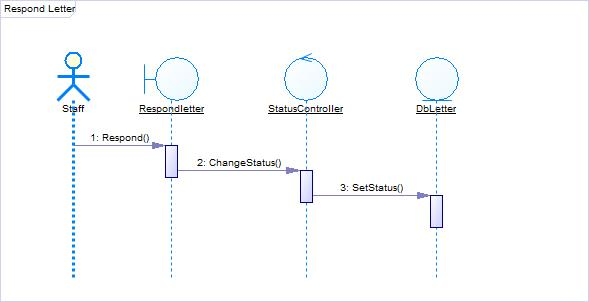 Respond Letter
Staff
Respondletter
StatusController
DbLetter
1: Respond()
2: ChangeStatus()
3: SetStatus()